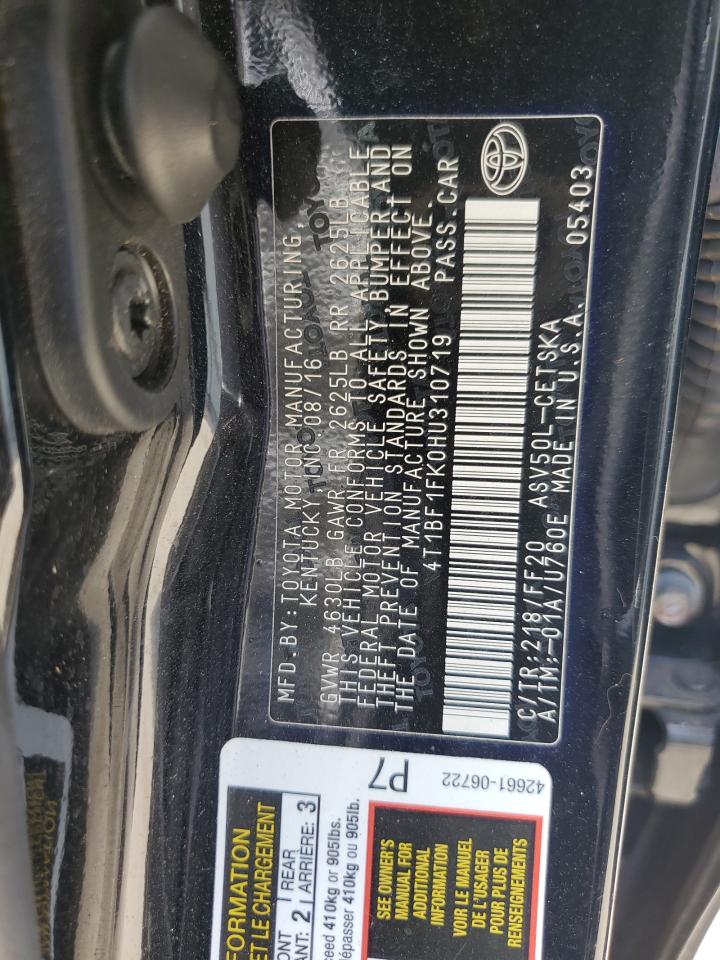 MFD.BY:TOYOTA MOTOR MANUFACTURING,
KENTUCKY,INC 08/16
GVWR 4630LB GAWR FR 2625LB RR 2625LB
THIS VEHICLE CONFORMS TO ALL APPLICABLE
FEDERAL MOTOR VEHICLE SAFETY, BUMPER,AND
THEFT PREVENTION STANDARDS IN EFFECT ON
THE DATE OF MANUFACTURE SHOWN ABOVE.
4T1BF1FK0HU310719 PASS.CAR
C/TR:218/FF20 ASV50L-CETSKA
A/TM:-01A/U760E MADE IN U.S.A. 05403
P7
42661-06722
FORMATION
ET LE CHARGEMENT
ONT
ANT: 2
REAR
ARRIÈRE: 3
ceed 410kg or 905lbs.
dépasser 410kg ou 905lb.
SEE OWNER'S
MANUAL FOR
ADDITIONAL
INFORMATION
VOIR LE MANUEL
DE L'USAGER
POUR PLUS DE
RENSEIGNEMENTS